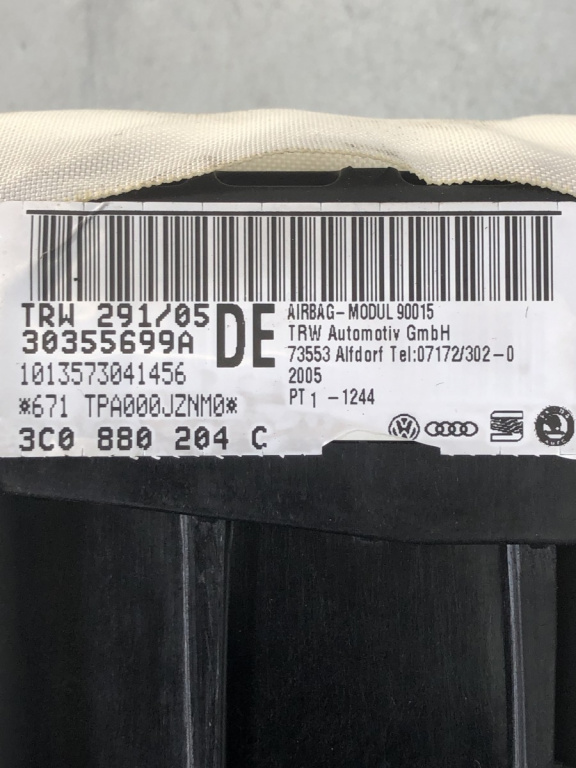 TRW 291/05
30355699A
1013573041456
*671 TPA000JZNM0*
3C0 880 204 C
DE
AIRBAG-MODUL 90015
TRW Automotiv GmbH
73553 Alfdorf Tel:07172/302-0
2005
PT 1 -1244